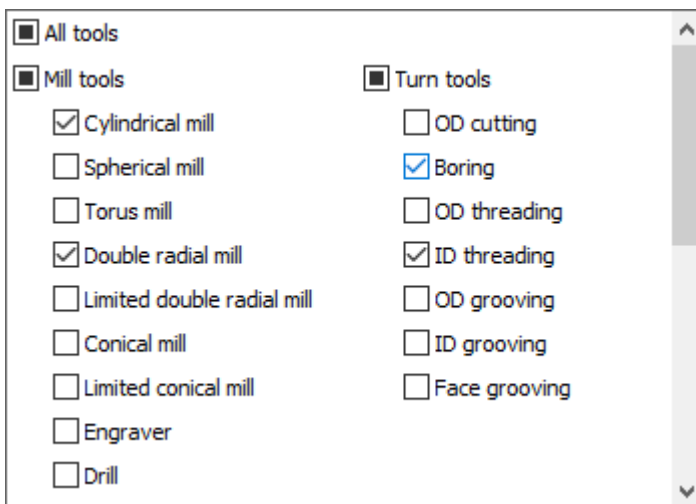 All tools
Mill tools
Cylindrical mill
Spherical mill
Torus mill
Double radial mill
Limited double radial mill
Conical mill
Limited conical mill
Engraver
Drill
Turn tools
OD cutting
Boring
OD threading
ID threading
OD grooving
ID grooving
Face grooving